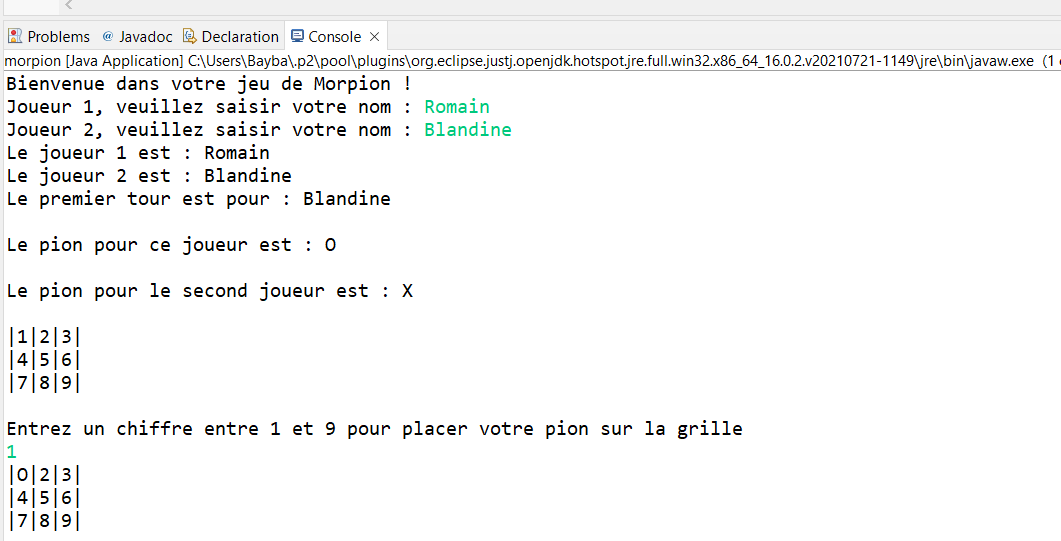 Problems Javadoc Declaration Console
morpion [Java Application] C:\Users\Bayba\.p2\pool\plugins\org.eclipse.justj.openjdk.hotspot.jre.full.win32.x86_64_16.0.2.v20210721-1149\jre\bin\javaw.exe (1
Bienvenue dans votre jeu de Morpion !
Joueur 1, veuillez saisir votre nom : Romain
Joueur 2, veuillez saisir votre nom : Blandine
Le joueur 1 est : Romain
Le joueur 2 est : Blandine
Le premier tour est pour : Blandine
Le pion pour ce joueur est : O
Le pion pour le second joueur est : X
|1|2|3|
|4|5|6|
|7|8|9|
Entrez un chiffre entre 1 et 9 pour placer votre pion sur la grille
1
|O|2|3|
|4|5|6|
|7|8|9|